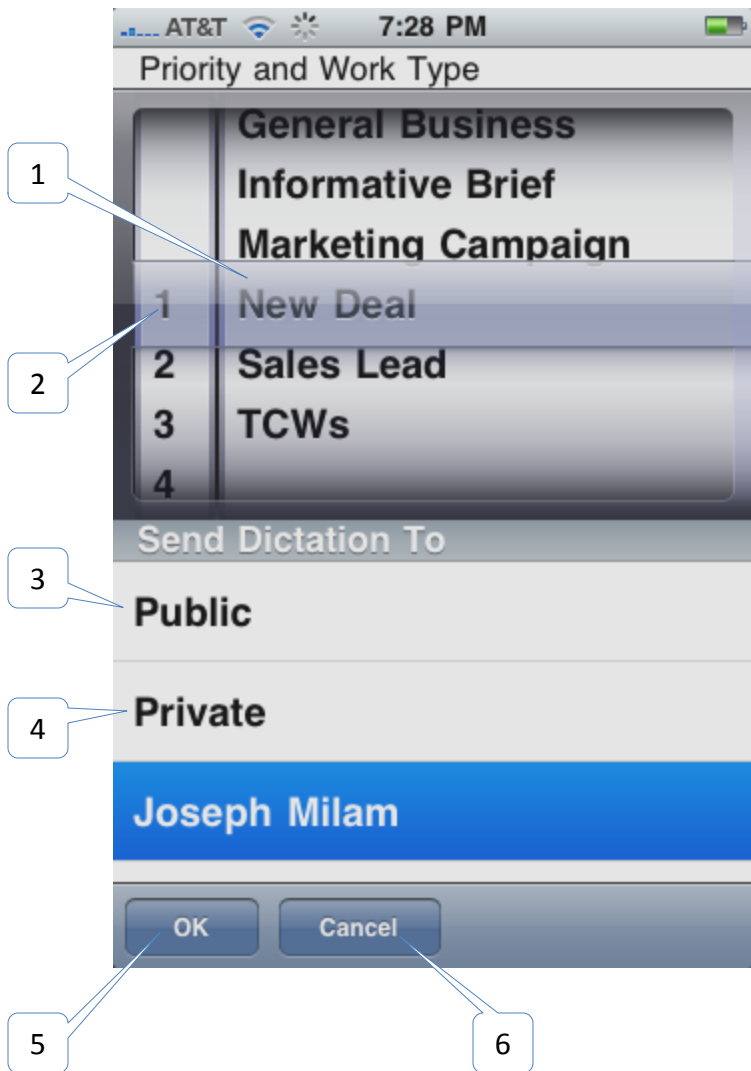 AT&T 7:28 PM
Priority and Work Type
General Business
1
Informative Brief
Marketing Campaign
1 New Deal
2
2 Sales Lead
3 TCWs
4
Send Dictation To
3
Public
4
Private
Joseph Milam
OK Cancel
5 6